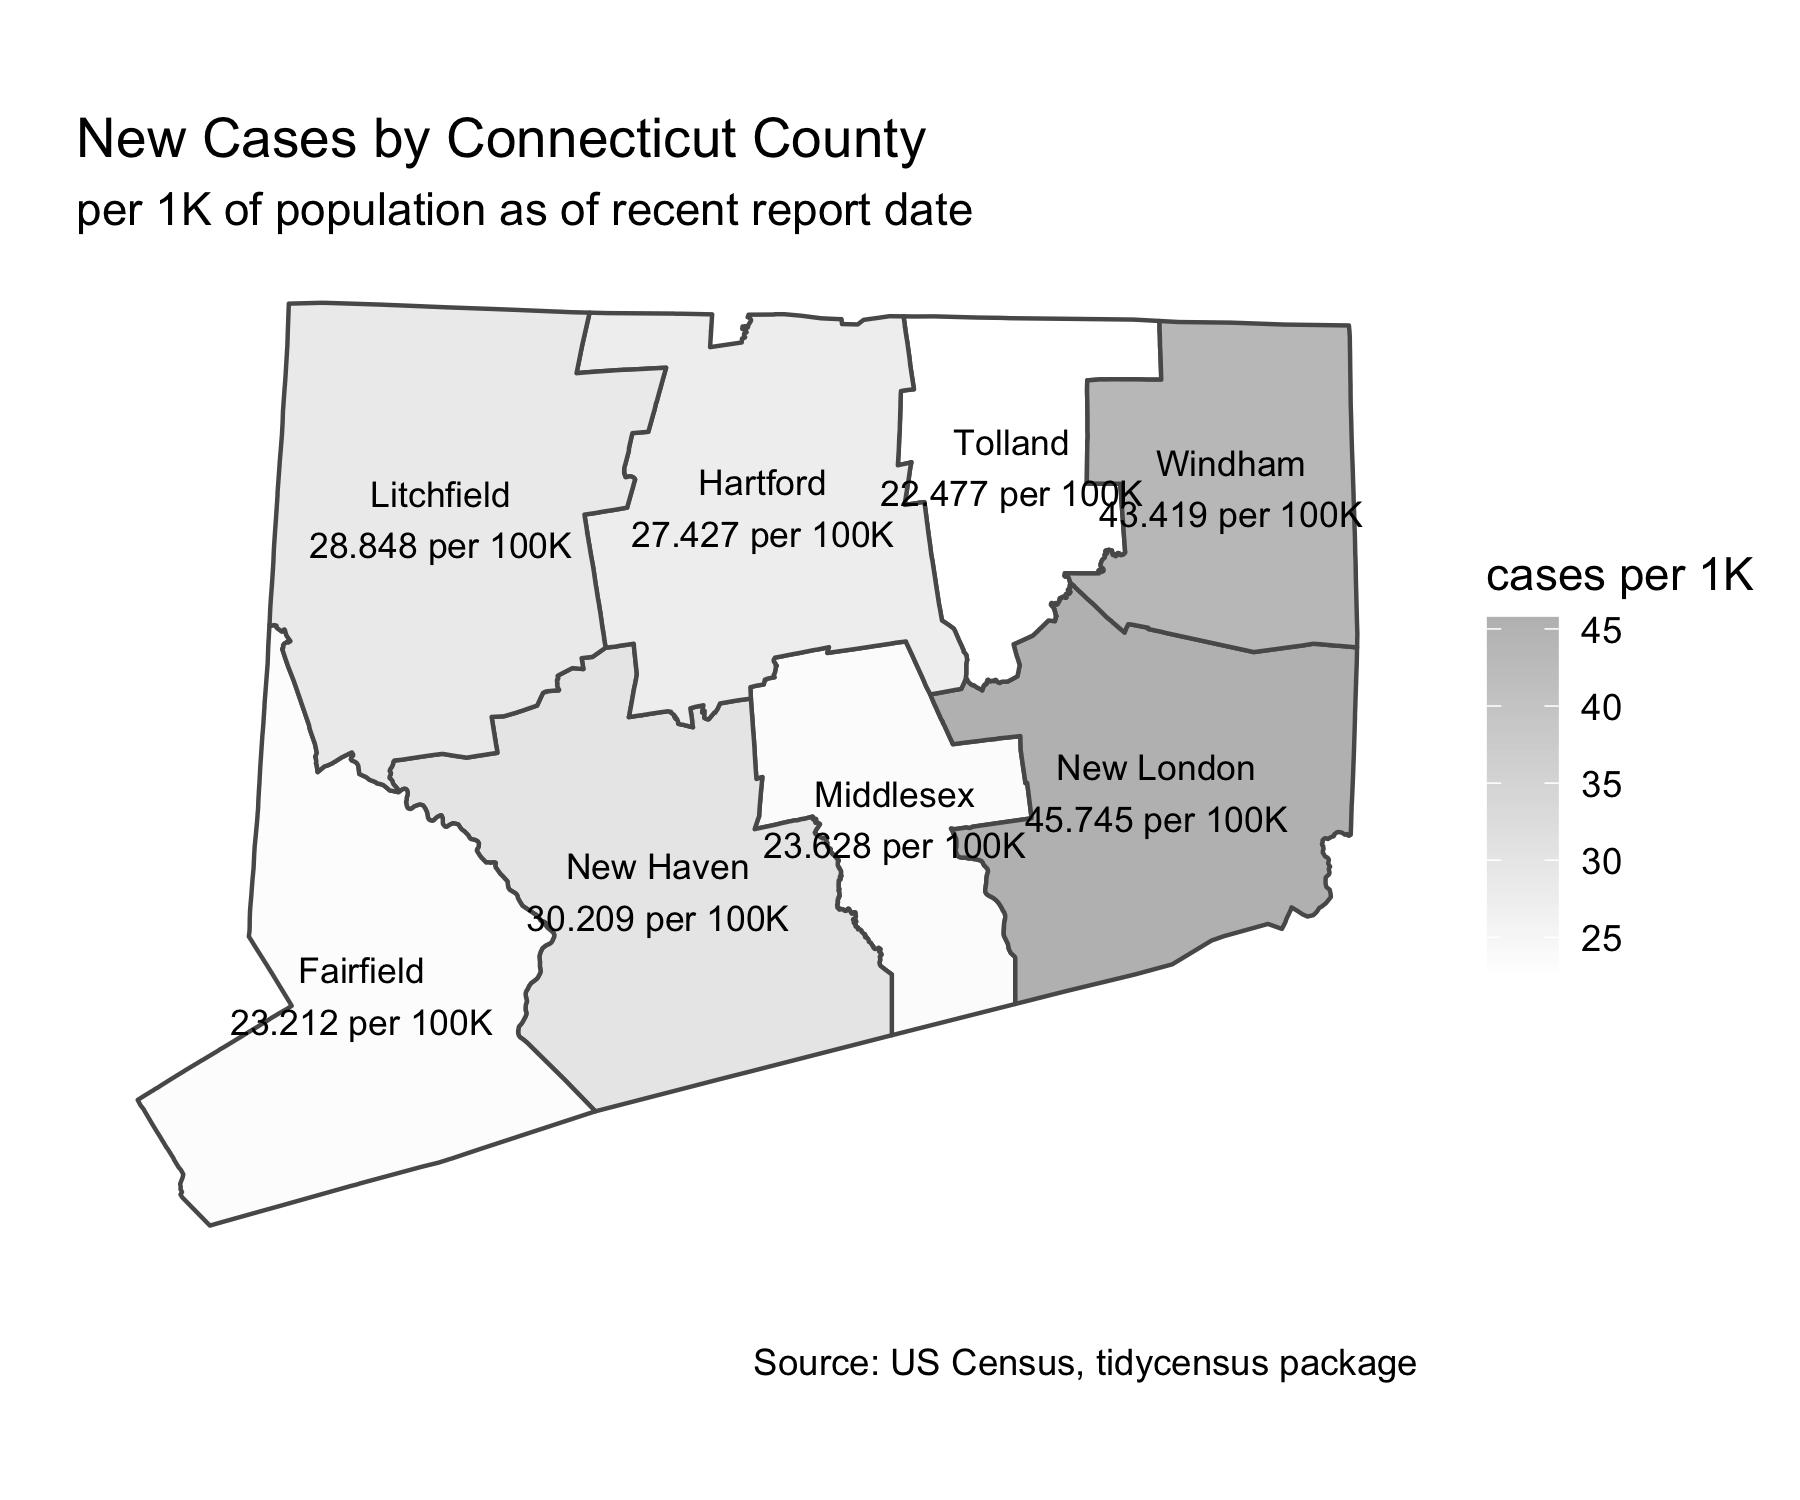 New Cases by Connecticut County
per 1K of population as of recent report date
Litchfield
28.848 per 100K
Hartford
27.427 per 100K
Tolland
22.477 per 100K
Windham
43.419 per 100K
New London
45.745 per 100K
Middlesex
23.628 per 100K
New Haven
30.209 per 100K
Fairfield
23.212 per 100K
cases per 1K
45
40
35
30
25
Source: US Census, tidycensus package